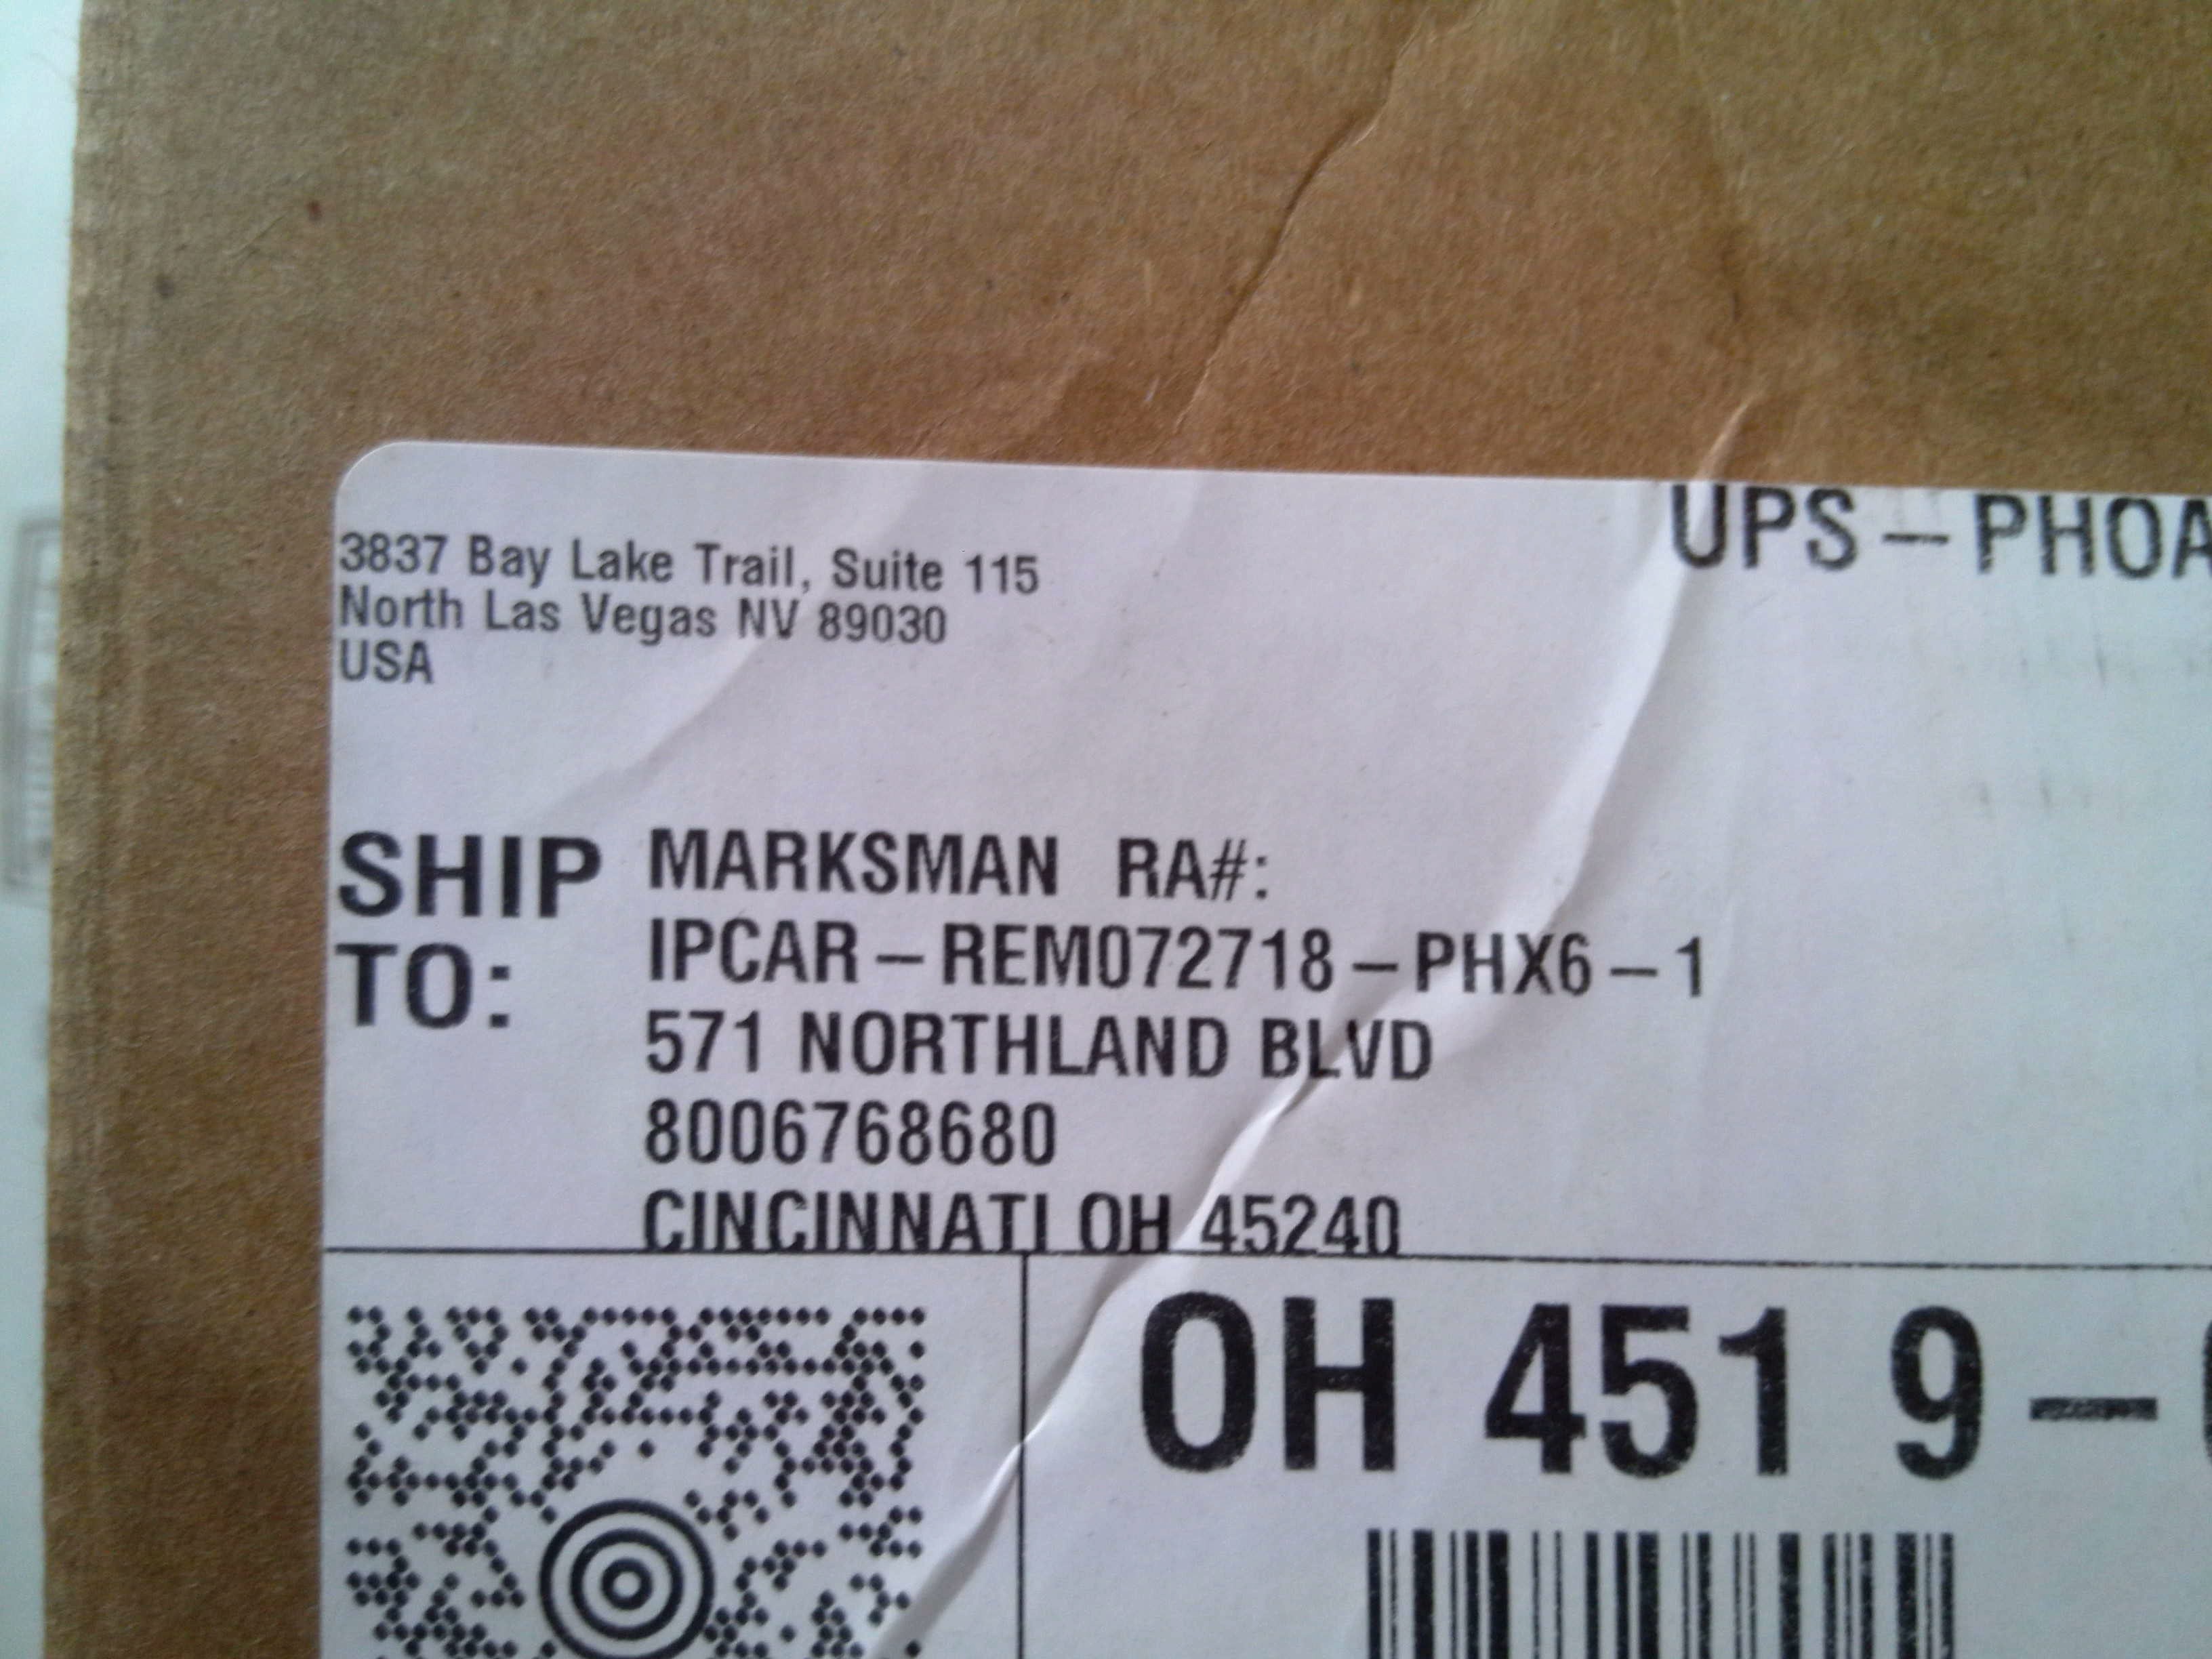 3837 Bay Lake Trail, Suite 115
North Las Vegas NV 89030
USA
UPS – PHOA
SHIP TO:
MARKSMAN RA#:
IPCAR – REM072718 – PHX6 – 1
571 NORTHLAND BLVD
8006768680
CINCINNATI OH 45240
OH 451 9 –